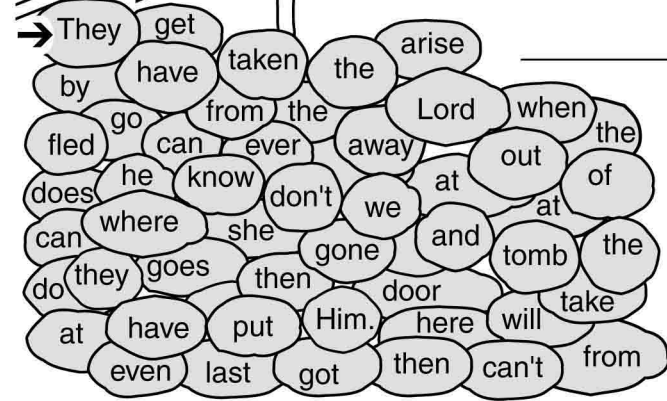 They get
by have taken the arise
go from the Lord when the
fled can ever away out
does he know don't we at at of
can where she gone and tomb the
do they goes then door take
at have put Him. here will
even last got then can't from